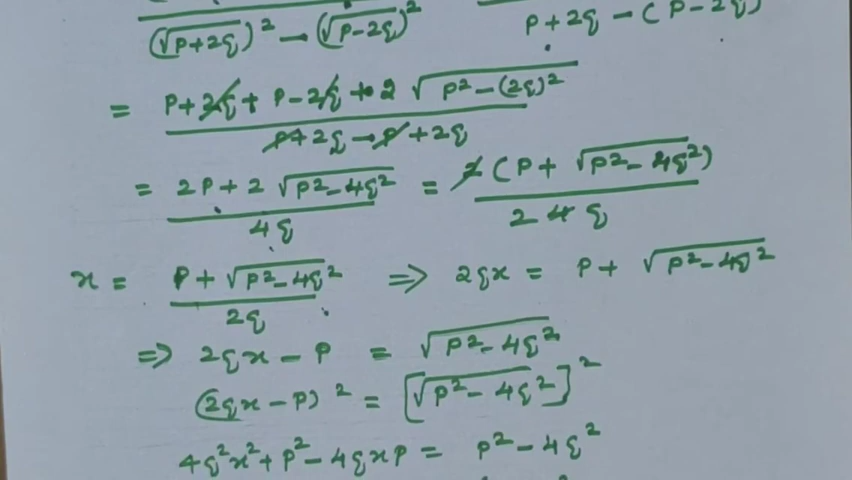 (√P+2q)² − (√P−2q)² P+2q − (P−2q)
= P+2q + P−2q + 2 √P²−(2q)² / P+2q − P + 2q
= 2P + 2 √P²−4q² / 4q = 2 (P + √P²−4q²) / 2 4 q
x = P + √P²−4q² / 2q ⇒ 2qx = P + √P²−4q²
⇒ 2qx − P = √P²−4q²
(2qx − P)² = [√P²−4q²]²
4q²x² + P² − 4qxP = P² − 4q²